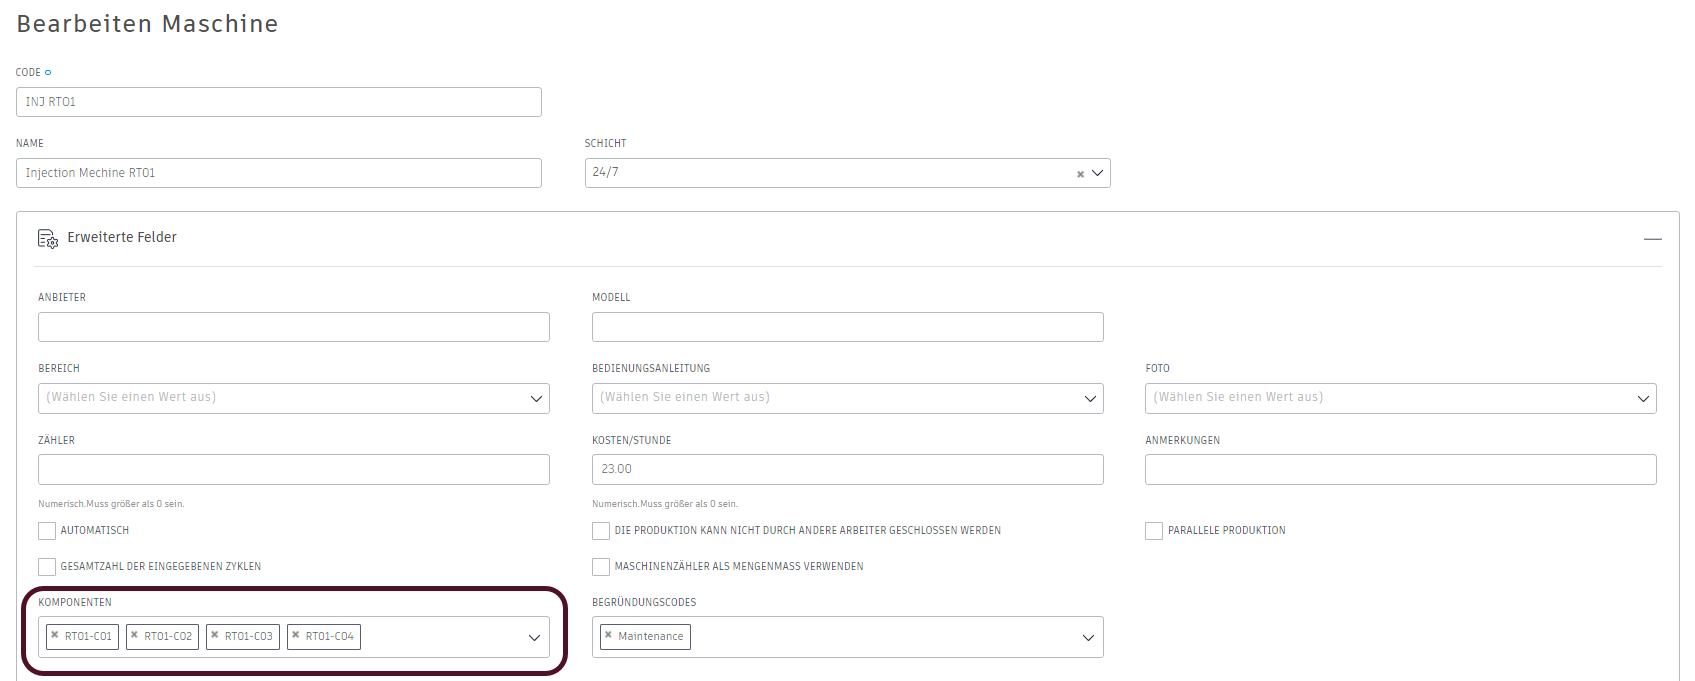 Bearbeiten Maschine
CODE
INJ RT01
NAME
SCHICHT
Injection Mechine RT01
24/7
Erweiterte Felder
ANBIETER
MODELL
BEREICH
BEDIENUNGSANLEITUNG
FOTO
(Wählen Sie einen Wert aus)
(Wählen Sie einen Wert aus)
(Wählen Sie einen Wert aus)
ZÄHLER
KOSTEN/STUNDE
ANMERKUNGEN
23.00
Numerisch.Muss größer als 0 sein.
Numerisch.Muss größer als 0 sein.
AUTOMATISCH
DIE PRODUKTION KANN NICHT DURCH ANDERE ARBEITER GESCHLOSSEN WERDEN
PARALLELE PRODUKTION
GESAMTZAHL DER EINGEGEBENEN ZYKLEN
MASCHINENZÄHLER ALS MENGENMASS VERWENDEN
KOMPONENTEN
BEGRÜNDUNGSCODES
RT01-C01 RT01-C02 RT01-C03 RT01-C04
Maintenance